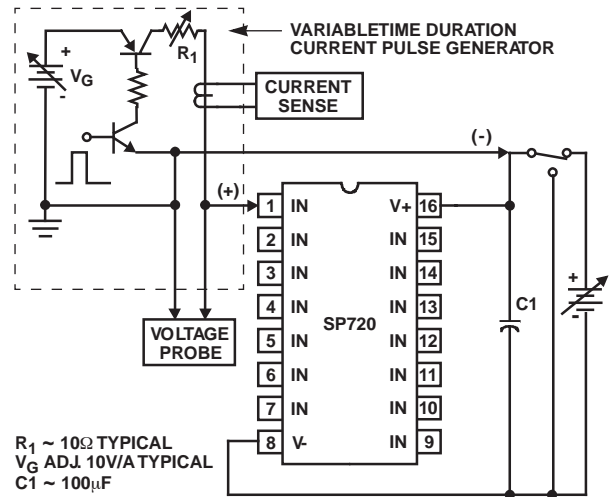 VARIABLETIME DURATION
CURRENT PULSE GENERATOR
+
R1
VG
-
CURRENT
SENSE
(-)
(+)
1 IN V+ 16
2 IN IN 15
3 IN IN 14
4 IN IN 13
5 IN IN 12
6 IN IN 11
7 IN IN 10
8 V- IN 9
SP720
C1
+
-
VOLTAGE
PROBE
R1 ~ 10Ω TYPICAL
VG ADJ. 10V/A TYPICAL
C1 ~ 100μF